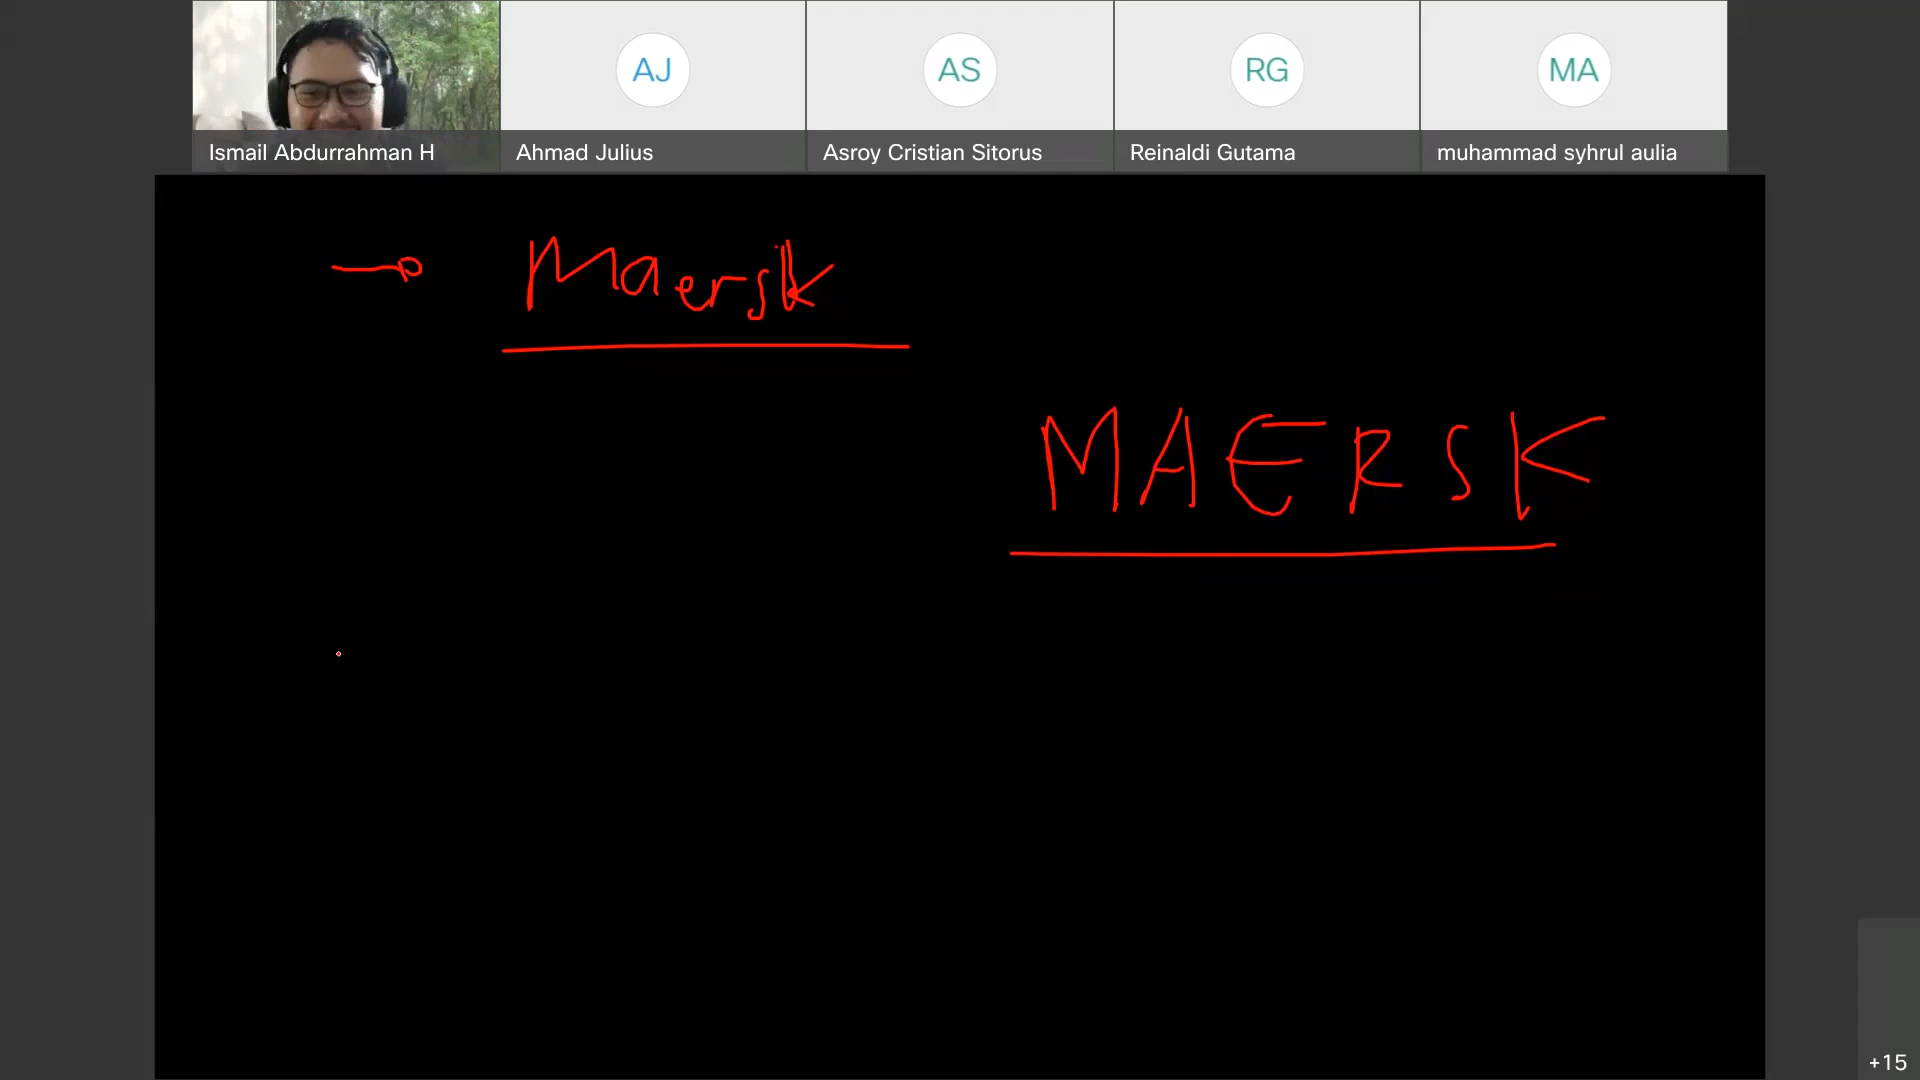 AJ
AS
RG
MA
Ismail Abdurrahman H
Ahmad Julius
Asroy Cristian Sitorus
Reinaldi Gutama
muhammad syhrul aulia
Maersk
MAERSK
+15